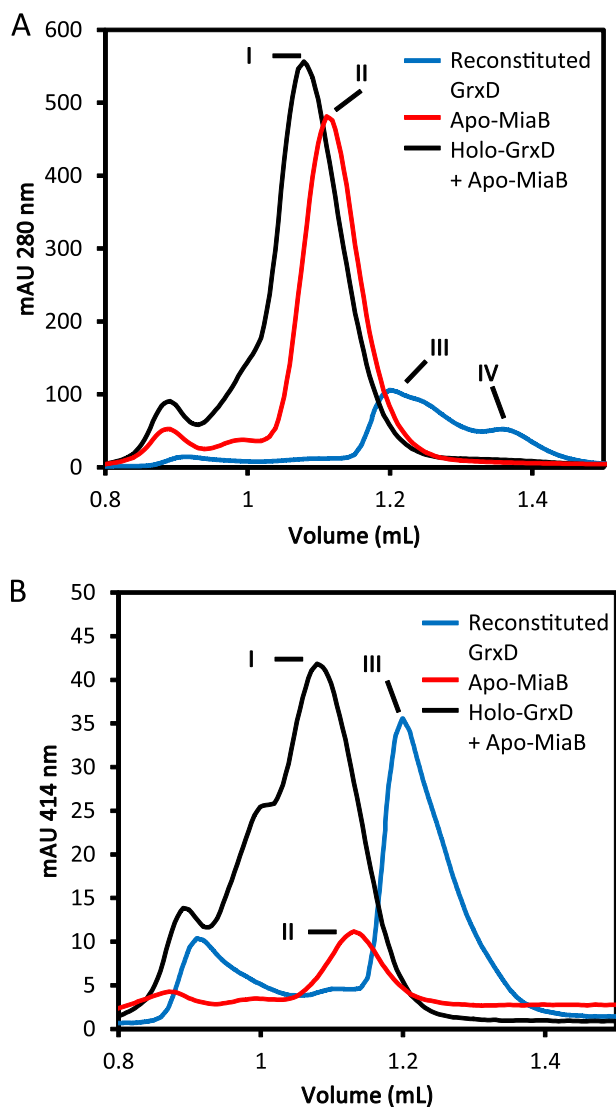 A
600
500
400
300
200
100
0
mAU 280 nm
I
II
III
IV
Reconstituted
GrxD
Apo-MiaB
Holo-GrxD
+ Apo-MiaB
0.8
1
1.2
1.4
Volume (mL)
B
50
45
40
35
30
25
20
15
10
5
0
mAU 414 nm
I
III
II
Reconstituted
GrxD
Apo-MiaB
Holo-GrxD
+ Apo-MiaB
0.8
1
1.2
1.4
Volume (mL)